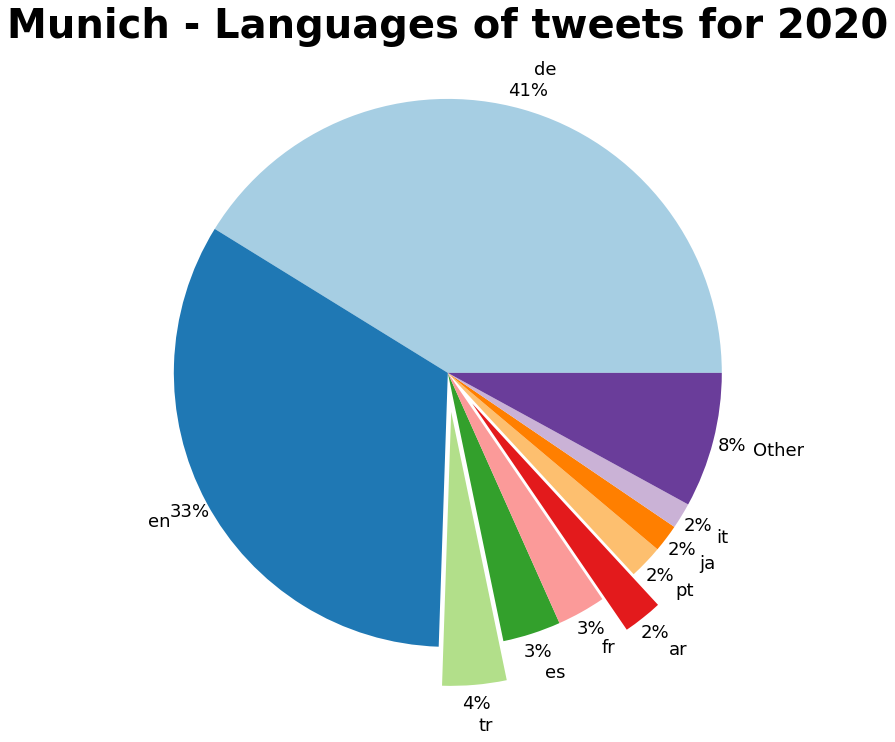 Munich - Languages of tweets for 2020
de
41%
en
33%
4%
tr
3%
es
3%
fr
2%
ar
2%
pt
2%
ja
2%
it
8%
Other